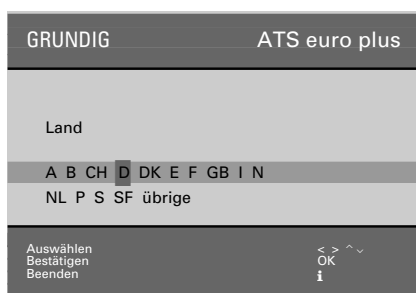 GRUNDIG ATS euro plus
Land
A B CH D DK E F GB I N
NL P S SF übrige
Auswählen < > ^ ⌄
Bestätigen OK
Beenden i